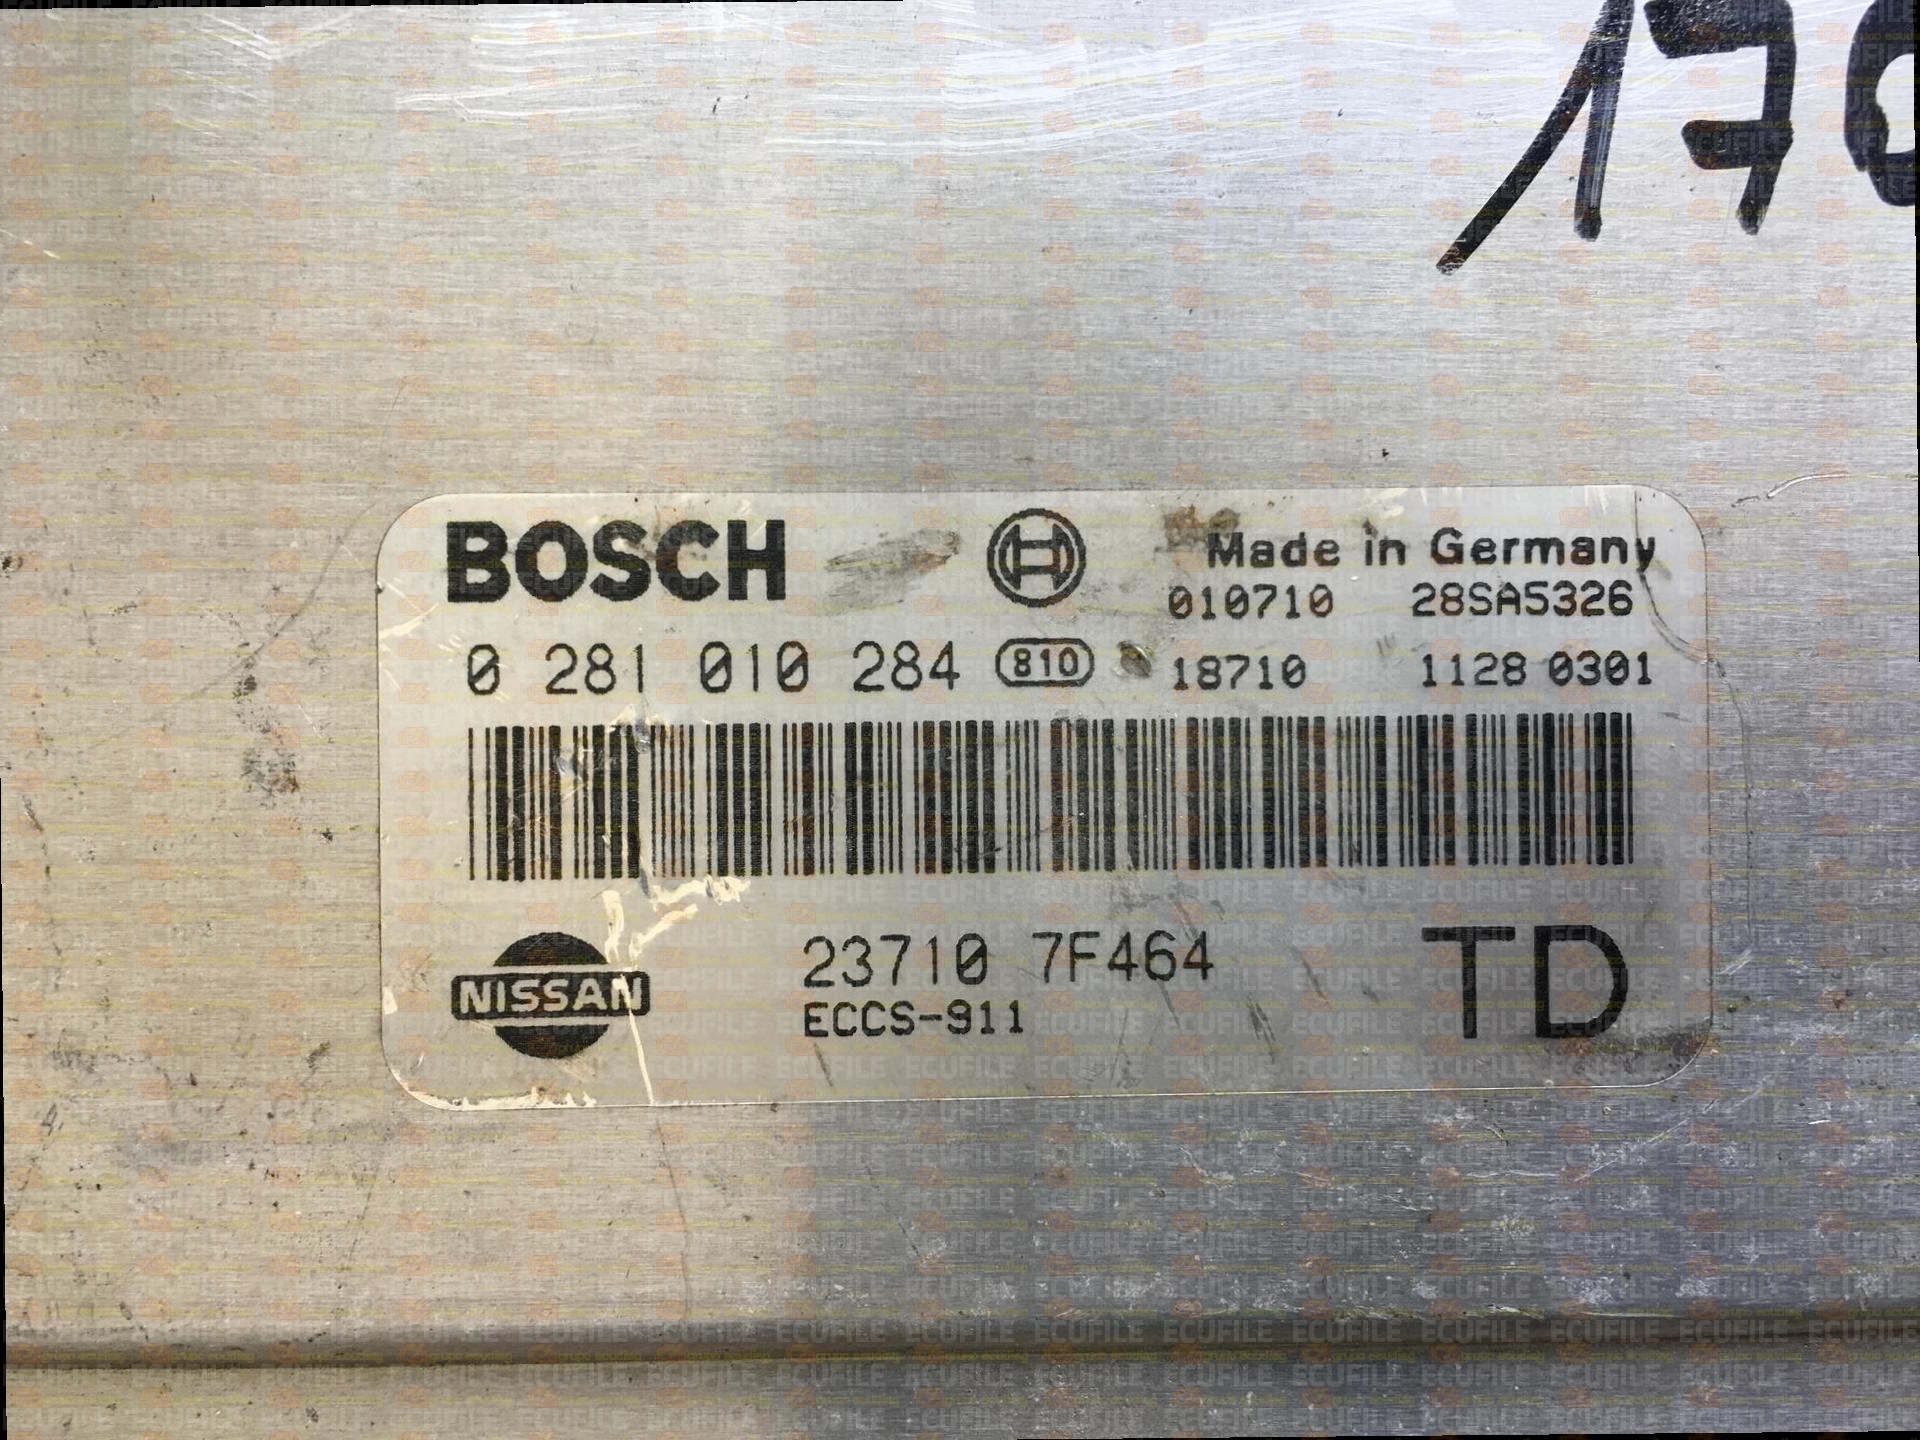 BOSCH Made in Germany
010710 28SA5326
0 281 010 284 810 18710 1128 0301
NISSAN 23710 7F464 TD
ECCS-911
ECUFILE